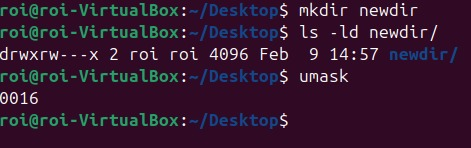 roi@roi-VirtualBox:~/Desktop$ mkdir newdir
roi@roi-VirtualBox:~/Desktop$ ls -ld newdir/
drwxrw---x 2 roi roi 4096 Feb  9 14:57 newdir/
roi@roi-VirtualBox:~/Desktop$ umask
0016
roi@roi-VirtualBox:~/Desktop$